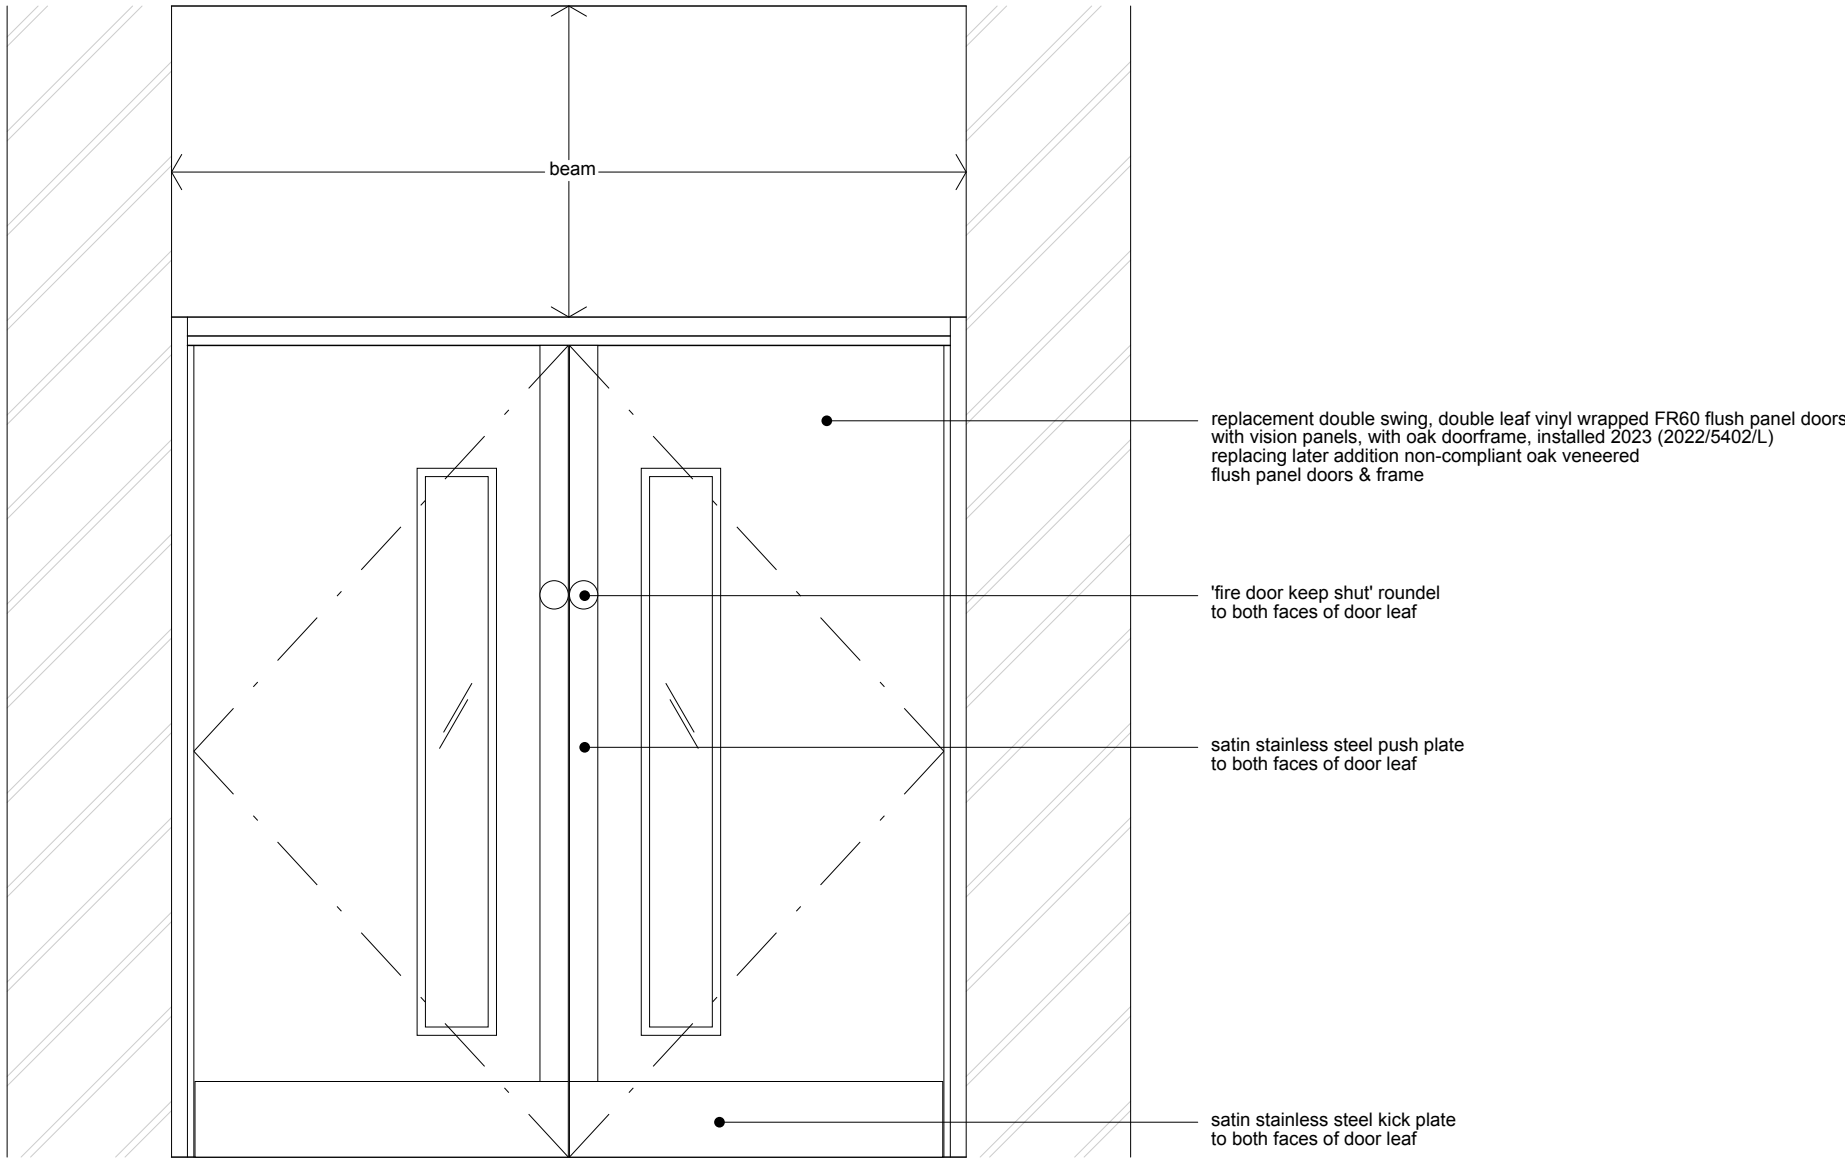 beam
replacement double swing, double leaf vinyl wrapped FR60 flush panel doors
with vision panels, with oak doorframe, installed 2023 (2022/5402/L)
replacing later addition non-compliant oak veneered
flush panel doors & frame
'fire door keep shut' roundel
to both faces of door leaf
satin stainless steel push plate
to both faces of door leaf
satin stainless steel kick plate
to both faces of door leaf